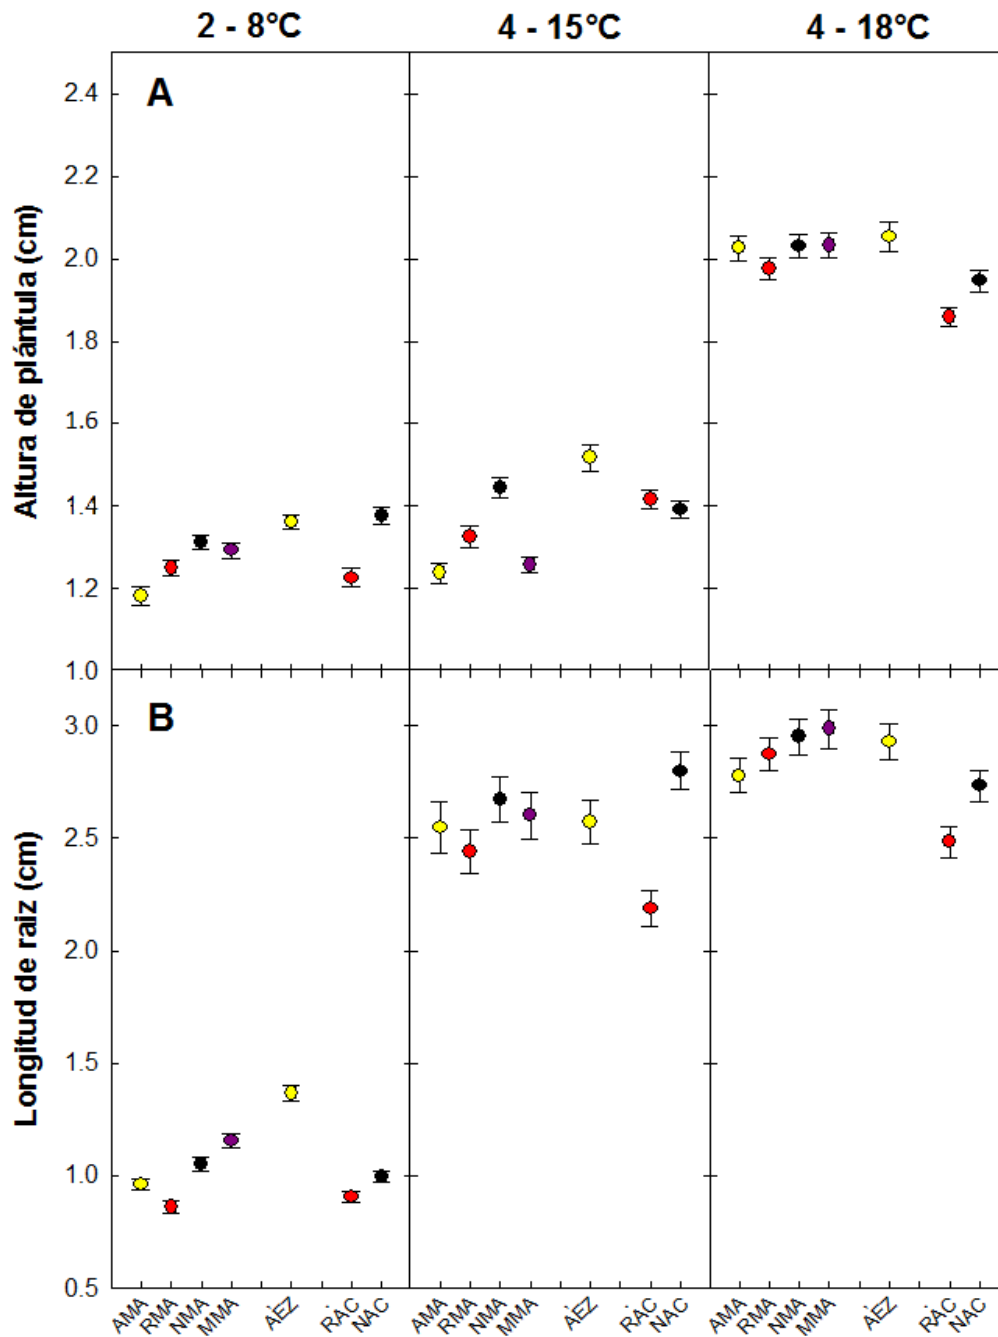 2 - 8°C 4 - 15°C 4 - 18°C
A
Altura de plántula (cm)
2.4
2.2
2.0
1.8
1.6
1.4
1.2
1.0
B
Longitud de raiz (cm)
3.0
2.5
2.0
1.5
1.0
0.5
AMA RMA NMA MMA AEZ RAC NAC AMA RMA NMA MMA AEZ RAC NAC AMA RMA NMA MMA AEZ RAC NAC